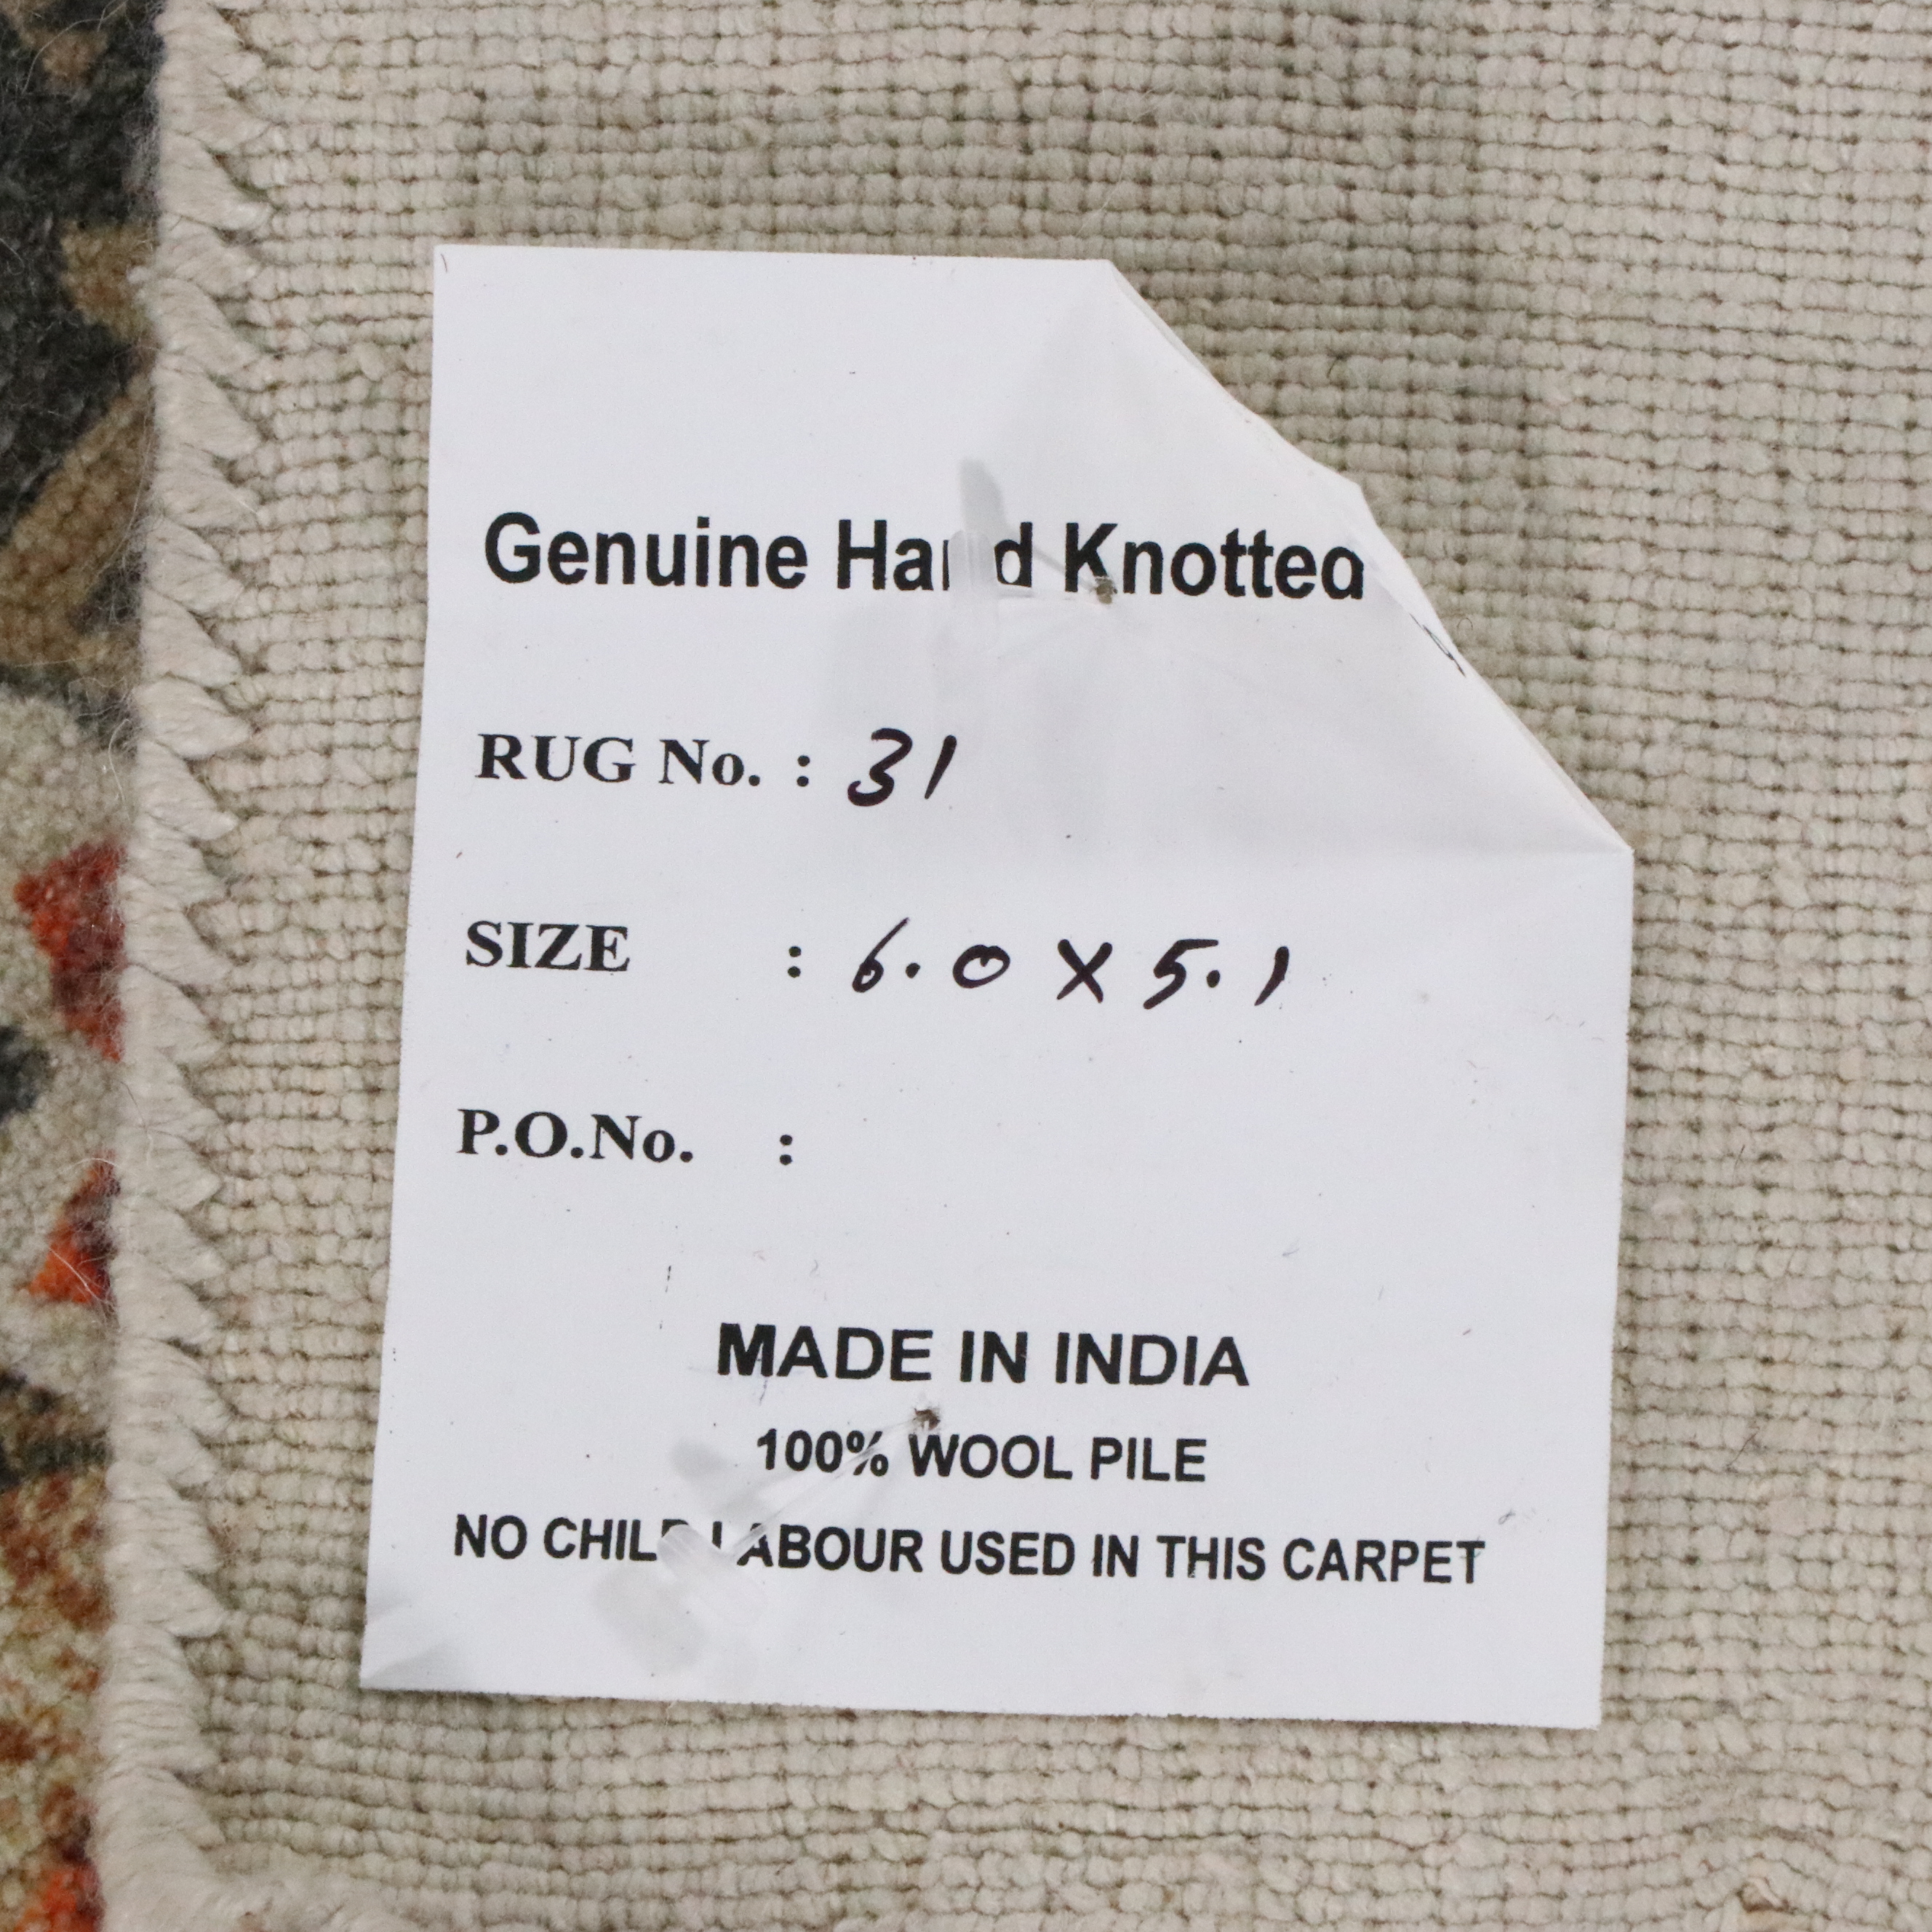 Genuine Hand Knotted
RUG No. : 31
SIZE : 6.0 X 5.1
P.O.No. :
MADE IN INDIA
100% WOOL PILE
NO CHILD LABOUR USED IN THIS CARPET